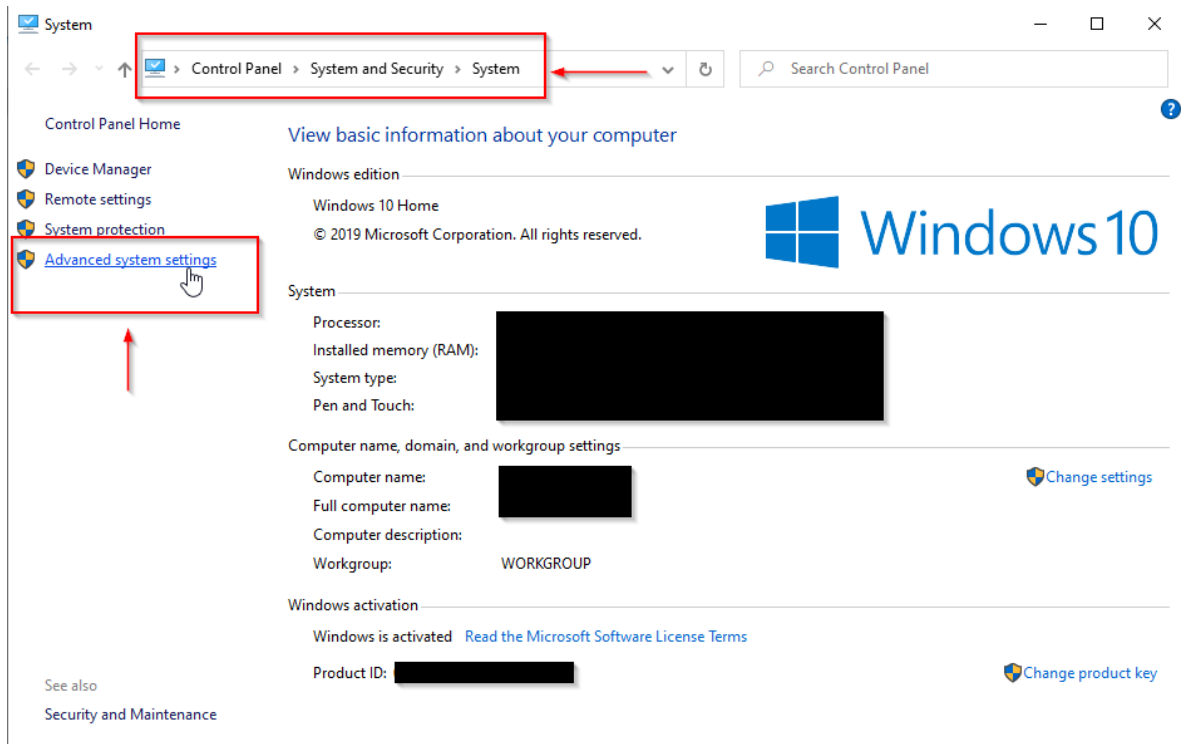 System
Control Panel > System and Security > System
Search Control Panel
?
Control Panel Home
Device Manager
Remote settings
System protection
Advanced system settings
See also
Security and Maintenance
View basic information about your computer
Windows edition
Windows 10 Home
© 2019 Microsoft Corporation. All rights reserved.
Windows 10
System
Processor:
Installed memory (RAM):
System type:
Pen and Touch:
Computer name, domain, and workgroup settings
Computer name:
Change settings
Full computer name:
Computer description:
Workgroup: WORKGROUP
Windows activation
Windows is activated Read the Microsoft Software License Terms
Product ID:
Change product key